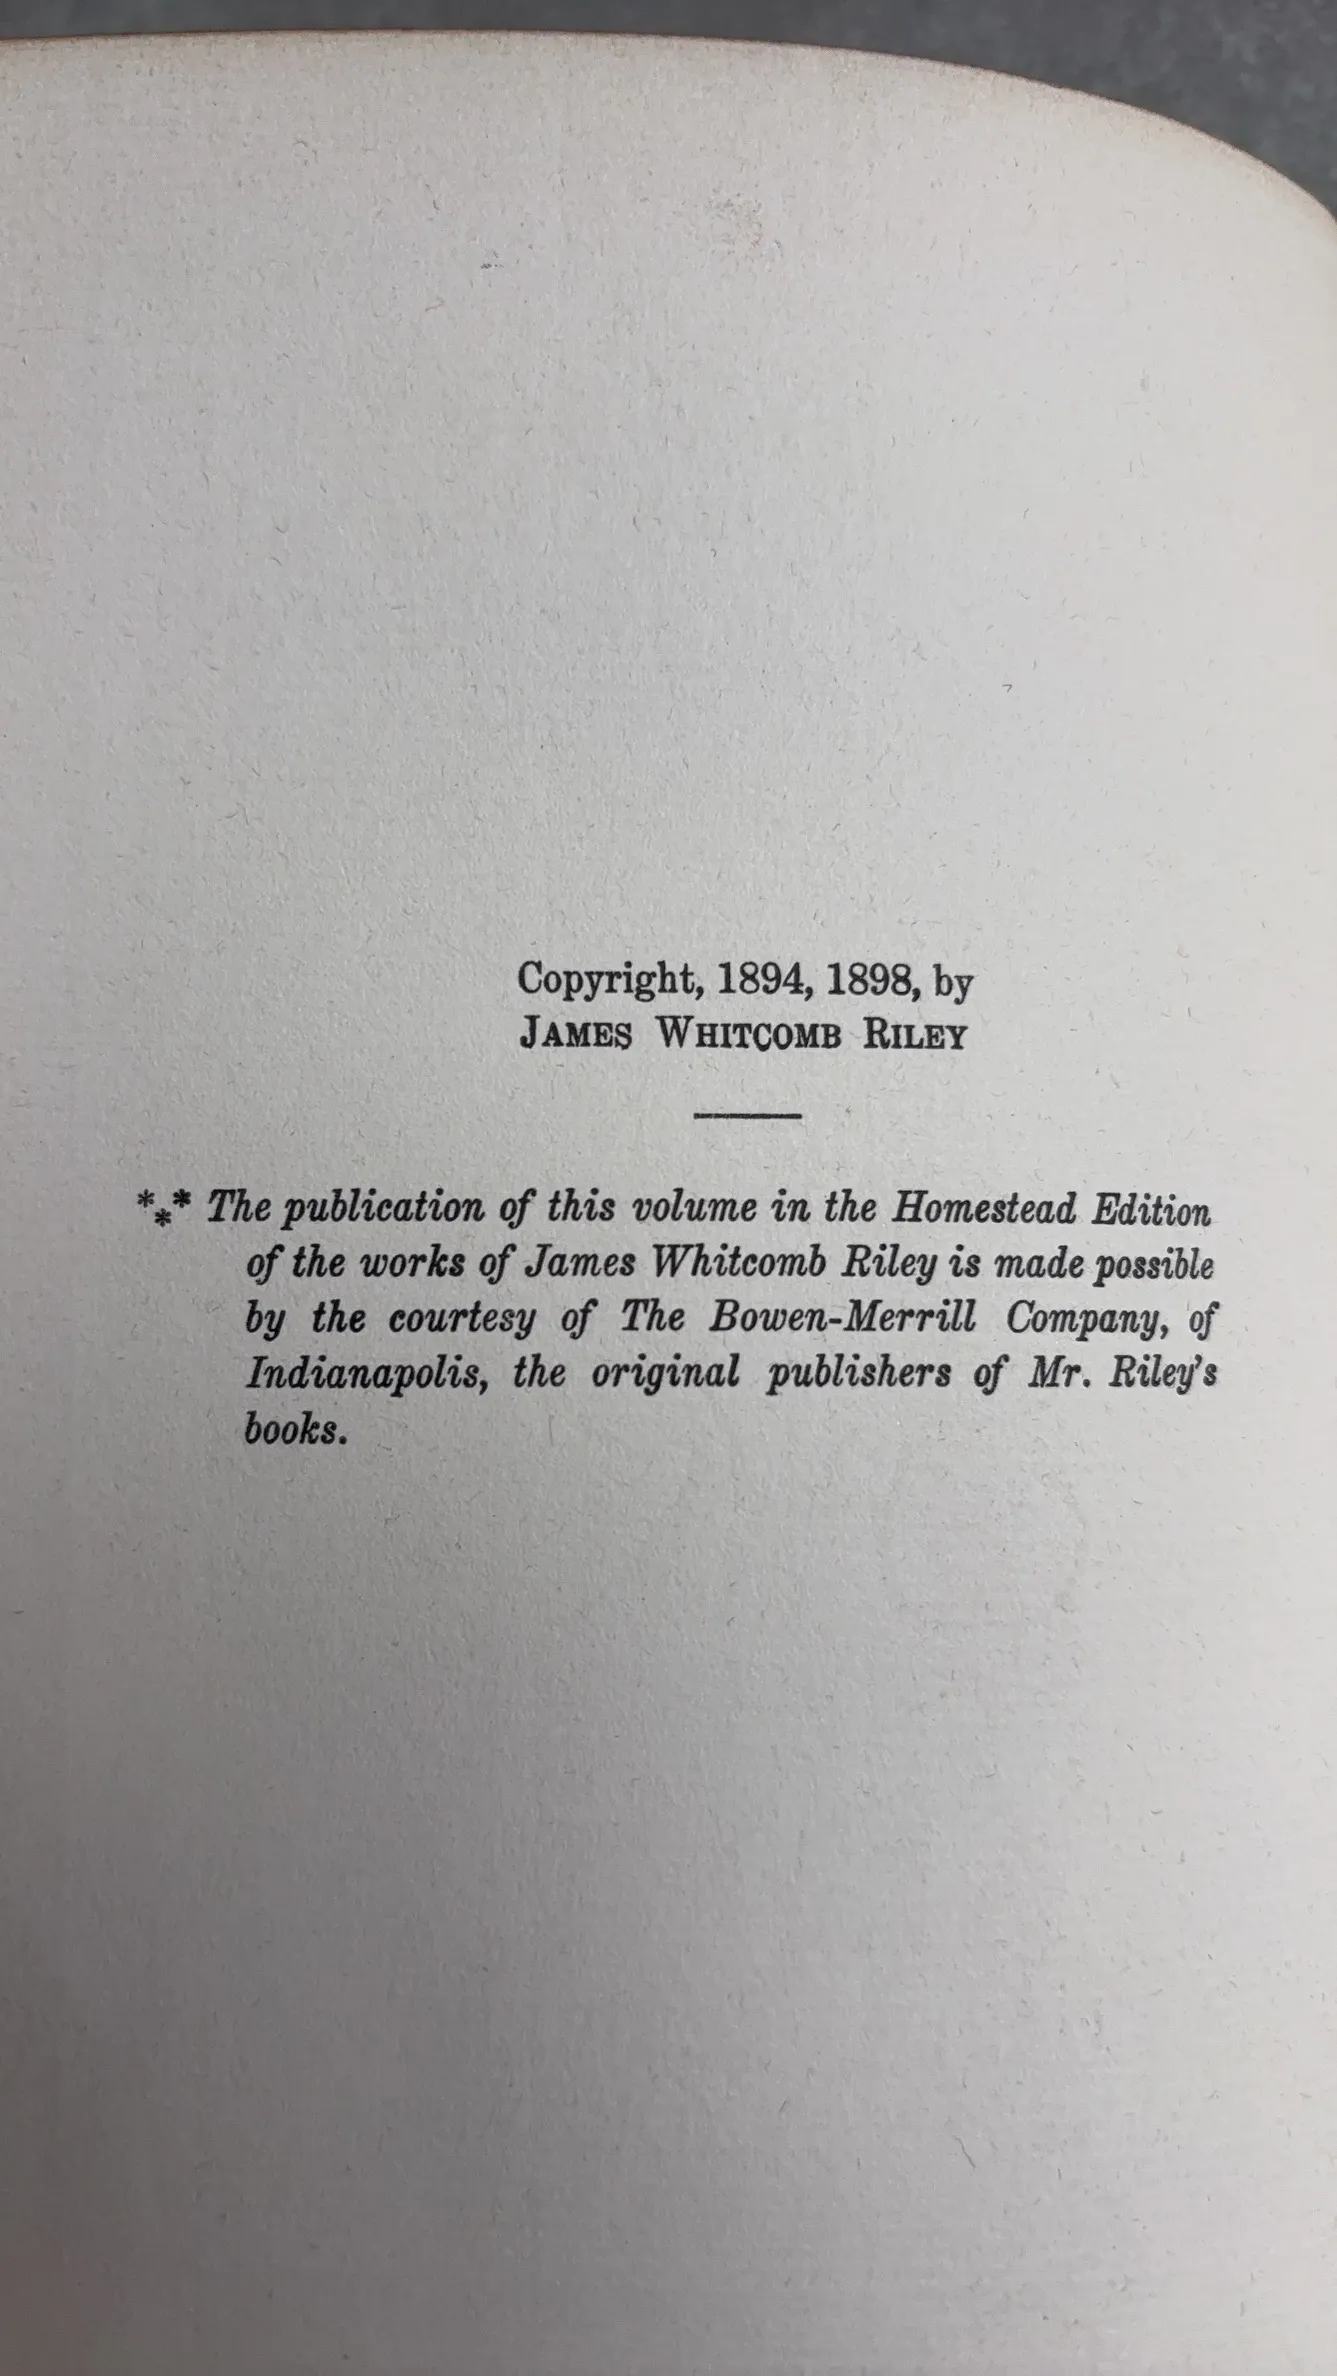 Copyright, 1894, 1898, by
JAMES WHITCOMB RILEY
*⁎* The publication of this volume in the Homestead Edition
of the works of James Whitcomb Riley is made possible
by the courtesy of The Bowen-Merrill Company, of
Indianapolis, the original publishers of Mr. Riley's
books.